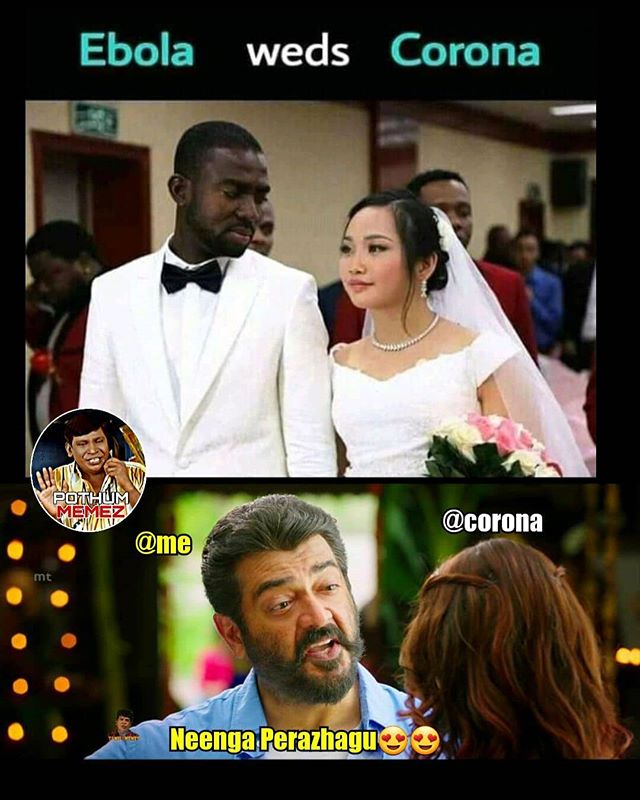 Ebola weds Corona
POTHUM
MEMEZ
@me
@corona
mt
Neenga Perazhagu😍😍